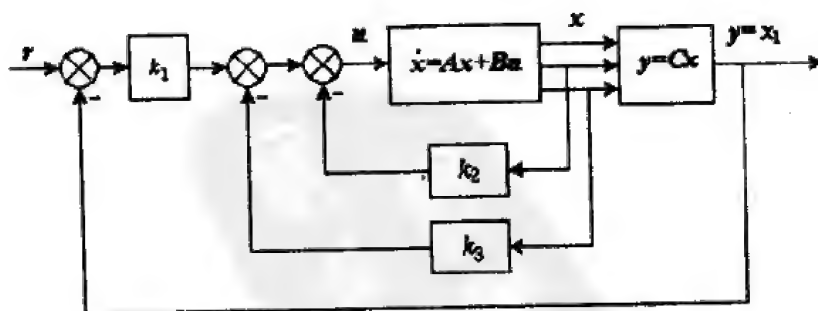 r
k₁
u
ẋ=Ax+Bu
x
y=Cx
y=x₁
-
-
-
k₂
k₃